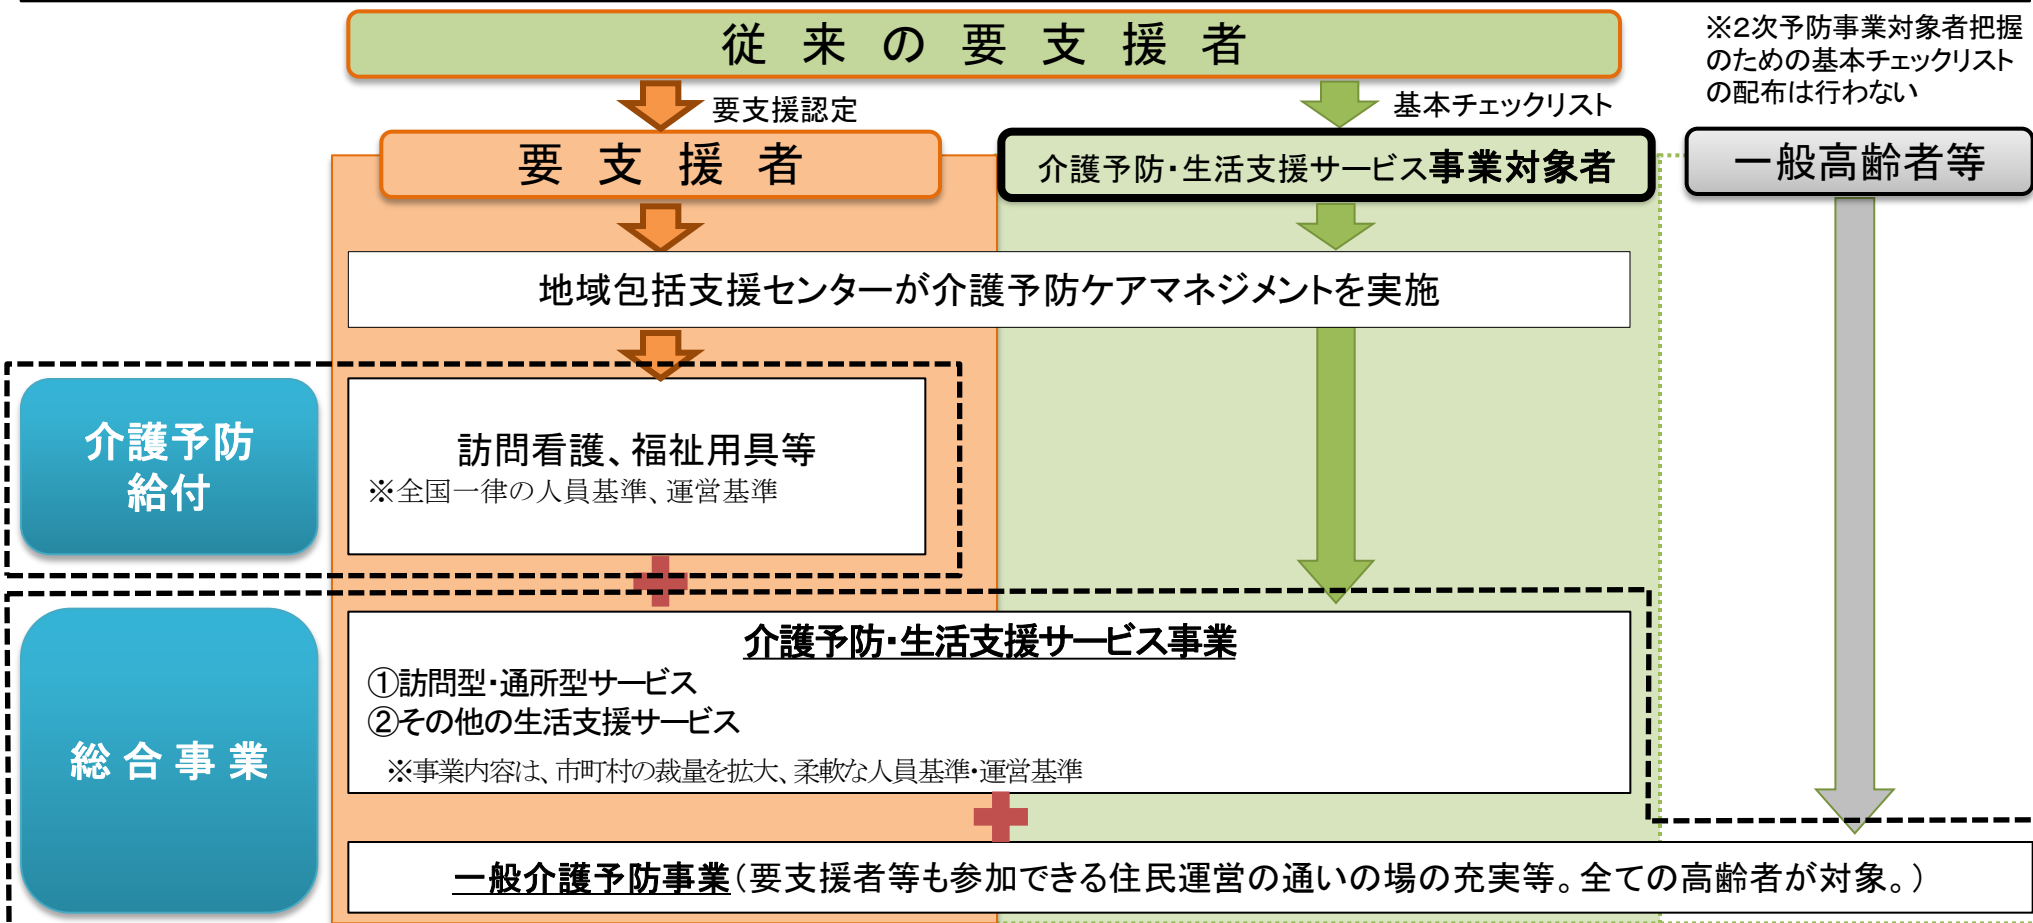 従来の要支援者
※２次予防事業対象者把握
のための基本チェックリスト
の配布は行わない
要支援認定
基本チェックリスト
要支援者
介護予防・生活支援サービス事業対象者
一般高齢者等
地域包括支援センターが介護予防ケアマネジメントを実施
介護予防
給付
訪問看護、福祉用具等
※全国一律の人員基準、運営基準
総合事業
介護予防・生活支援サービス事業
①訪問型・通所型サービス
②その他の生活支援サービス
※事業内容は、市町村の裁量を拡大、柔軟な人員基準・運営基準
一般介護予防事業（要支援者等も参加できる住民運営の通いの場の充実等。全ての高齢者が対象。）